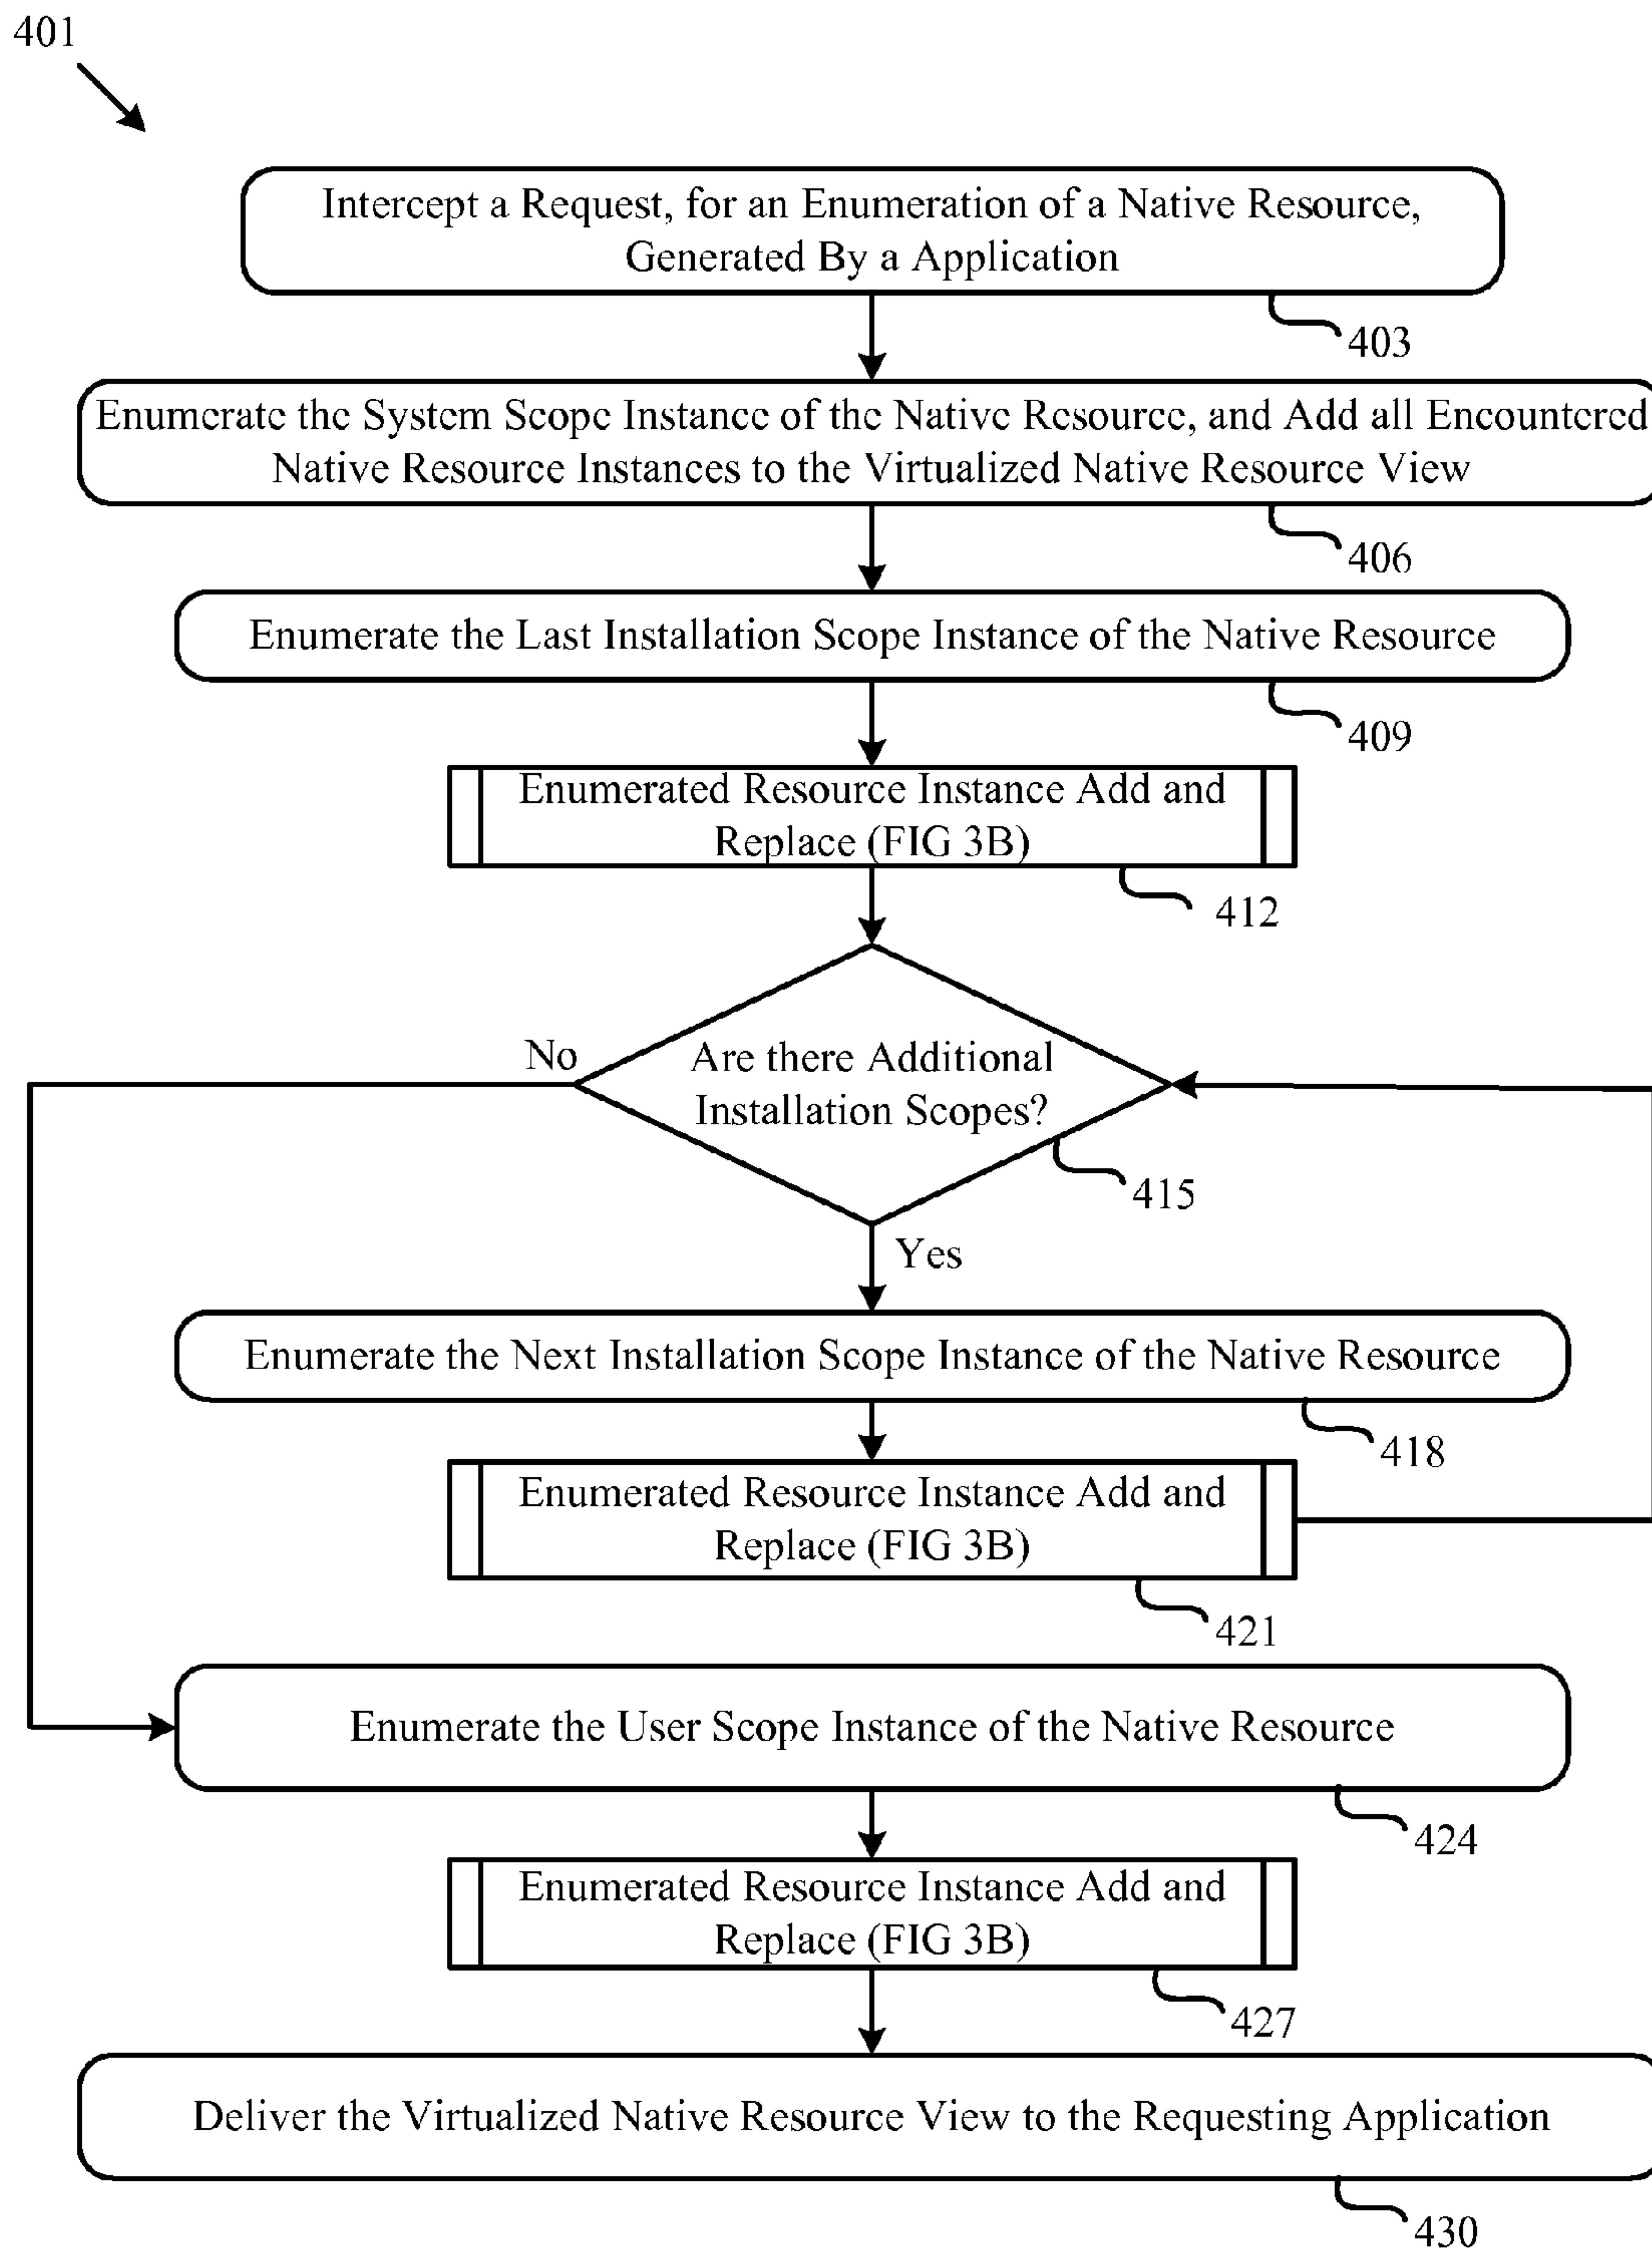 401
Intercept a Request, for an Enumeration of a Native Resource,
Generated By a Application
403
Enumerate the System Scope Instance of the Native Resource, and Add all Encountered
Native Resource Instances to the Virtualized Native Resource View
406
Enumerate the Last Installation Scope Instance of the Native Resource
409
Enumerated Resource Instance Add and
Replace (FIG 3B)
412
No
Are there Additional
Installation Scopes?
415
Yes
Enumerate the Next Installation Scope Instance of the Native Resource
418
Enumerated Resource Instance Add and
Replace (FIG 3B)
421
Enumerate the User Scope Instance of the Native Resource
424
Enumerated Resource Instance Add and
Replace (FIG 3B)
427
Deliver the Virtualized Native Resource View to the Requesting Application
430